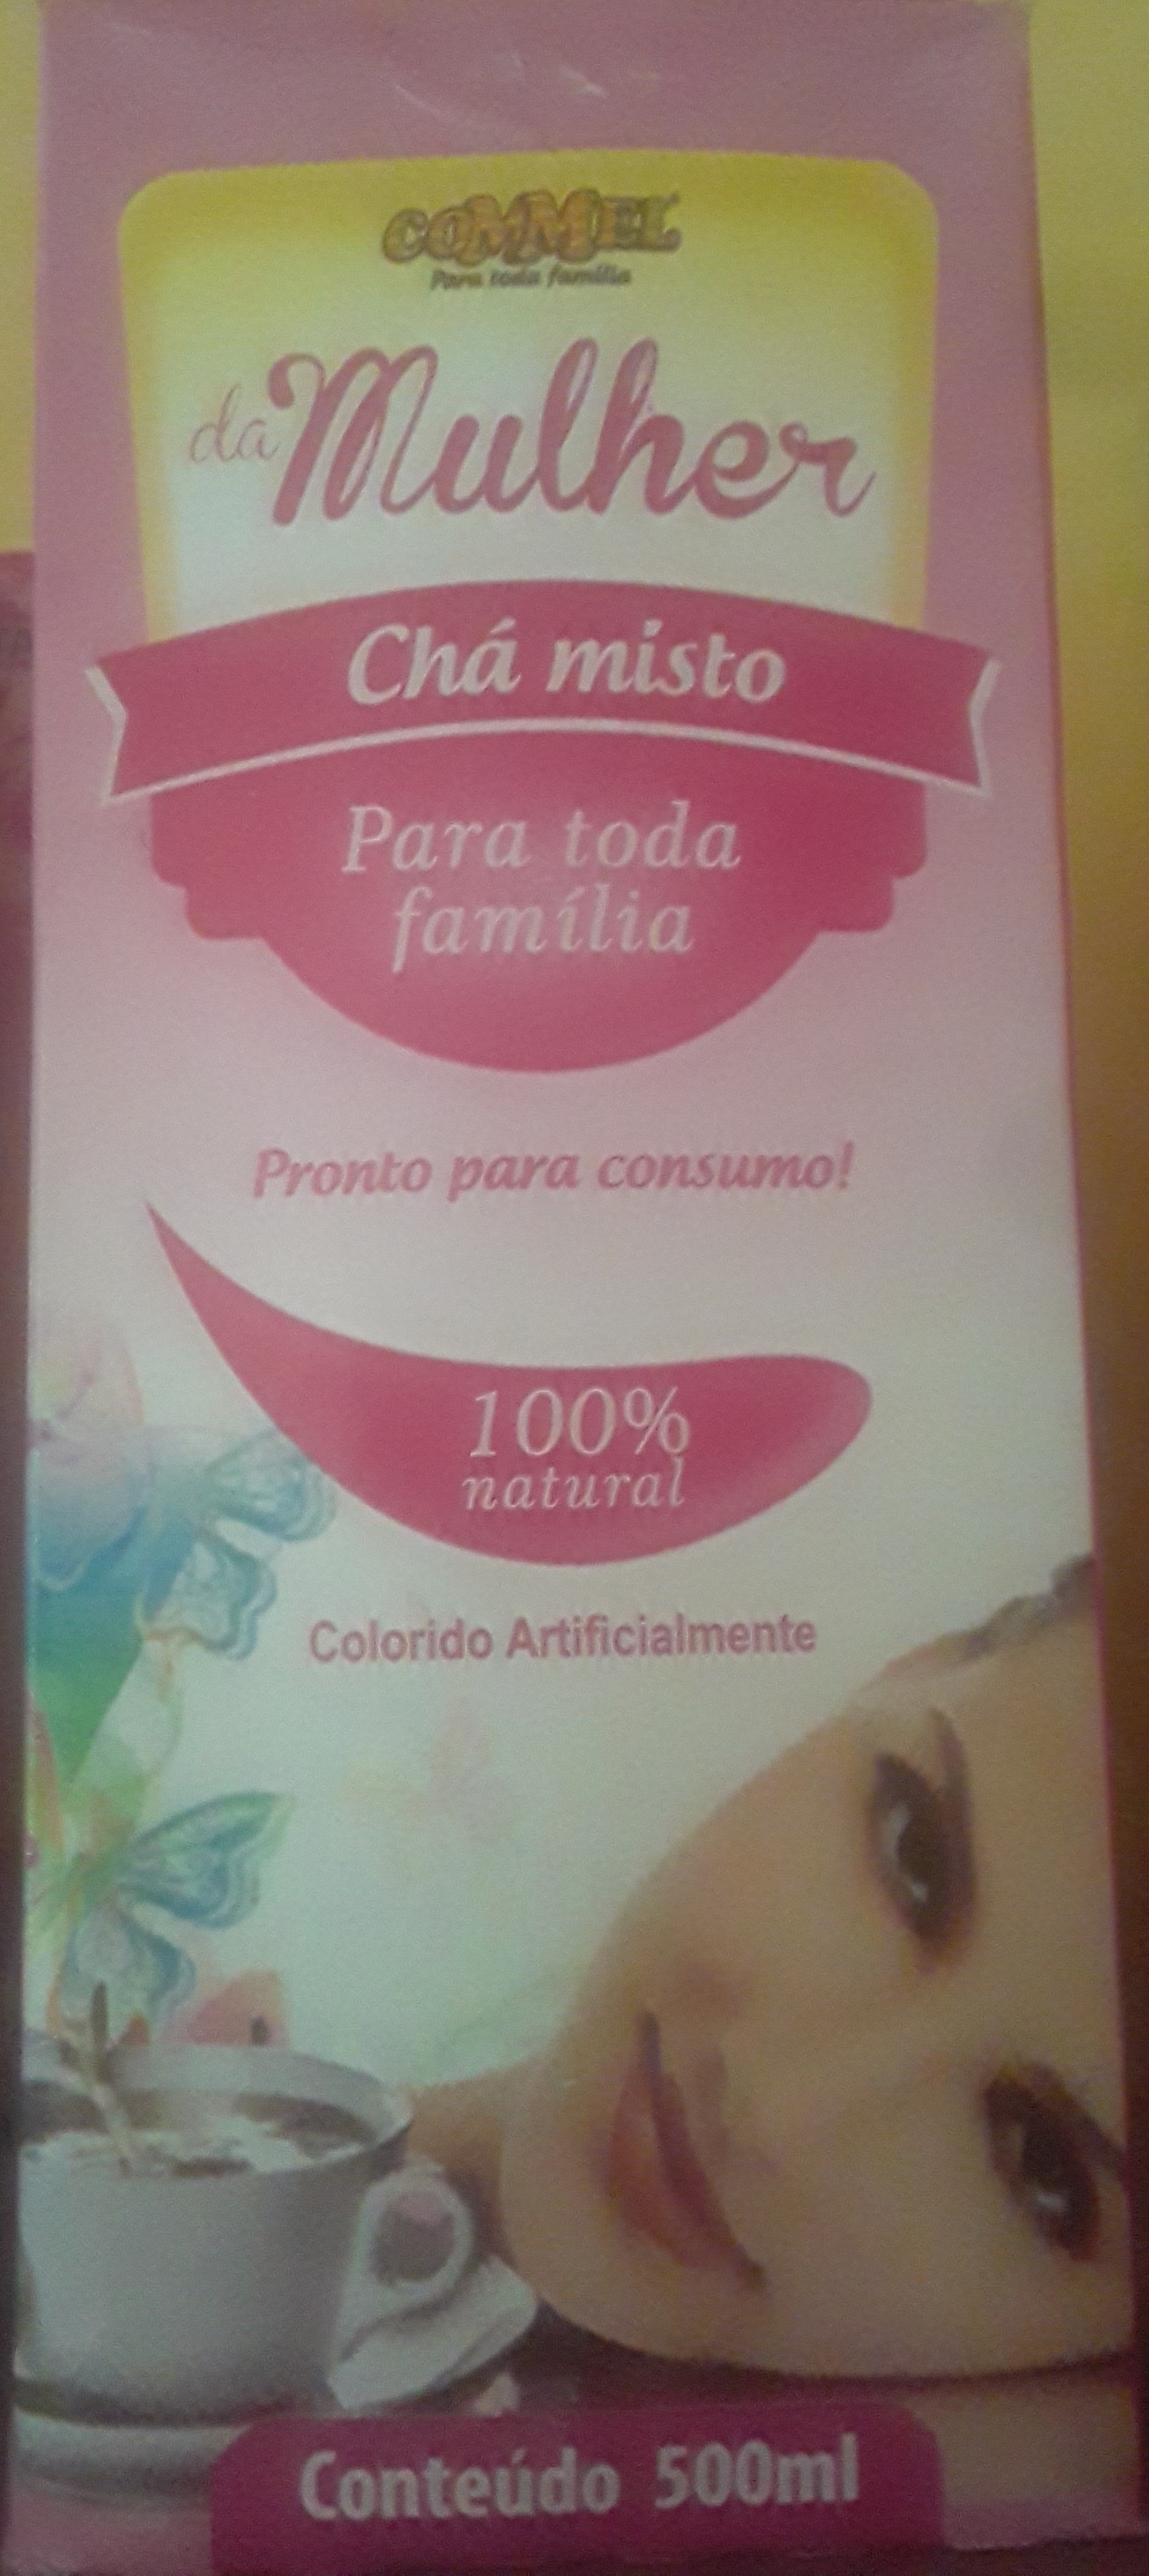 COMMEL
Para toda família
da Mulher
Chá misto
Para toda
família
Pronto para consumo!
100%
natural
Colorido Artificialmente
Conteúdo 500ml